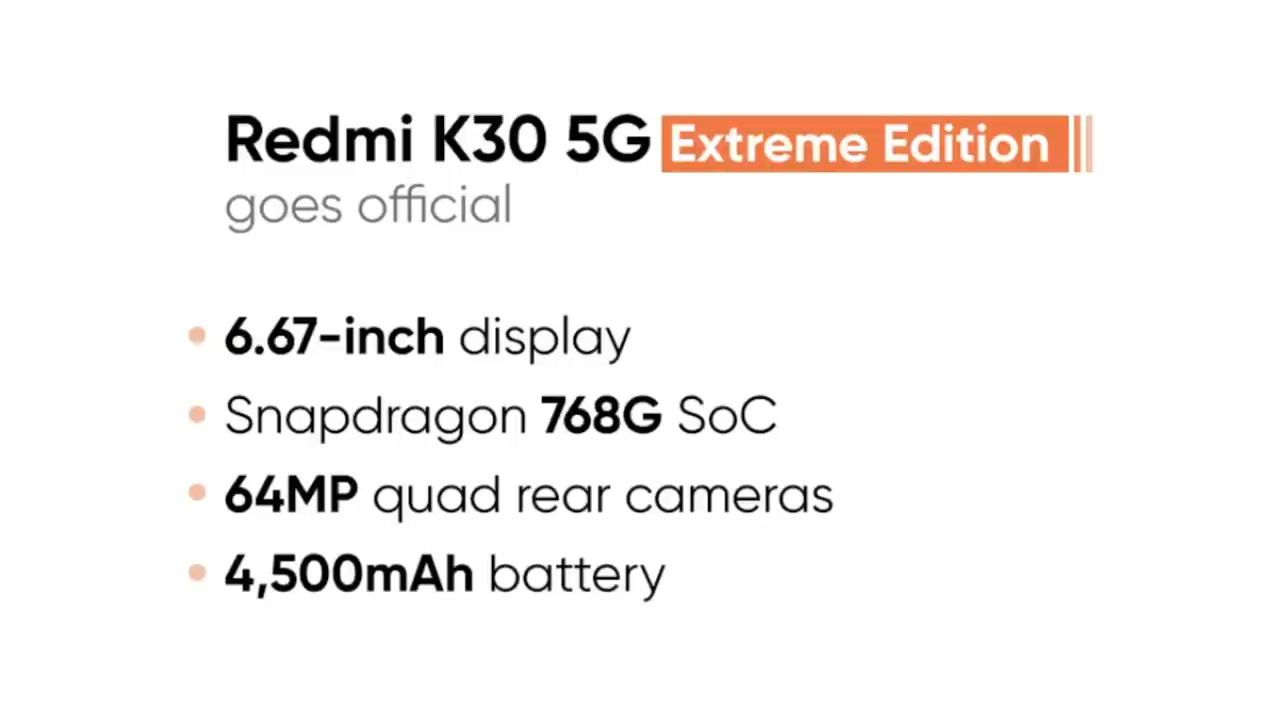 Redmi K30 5G Extreme Edition
goes official
• 6.67-inch display
• Snapdragon 768G SoC
• 64MP quad rear cameras
• 4,500mAh battery